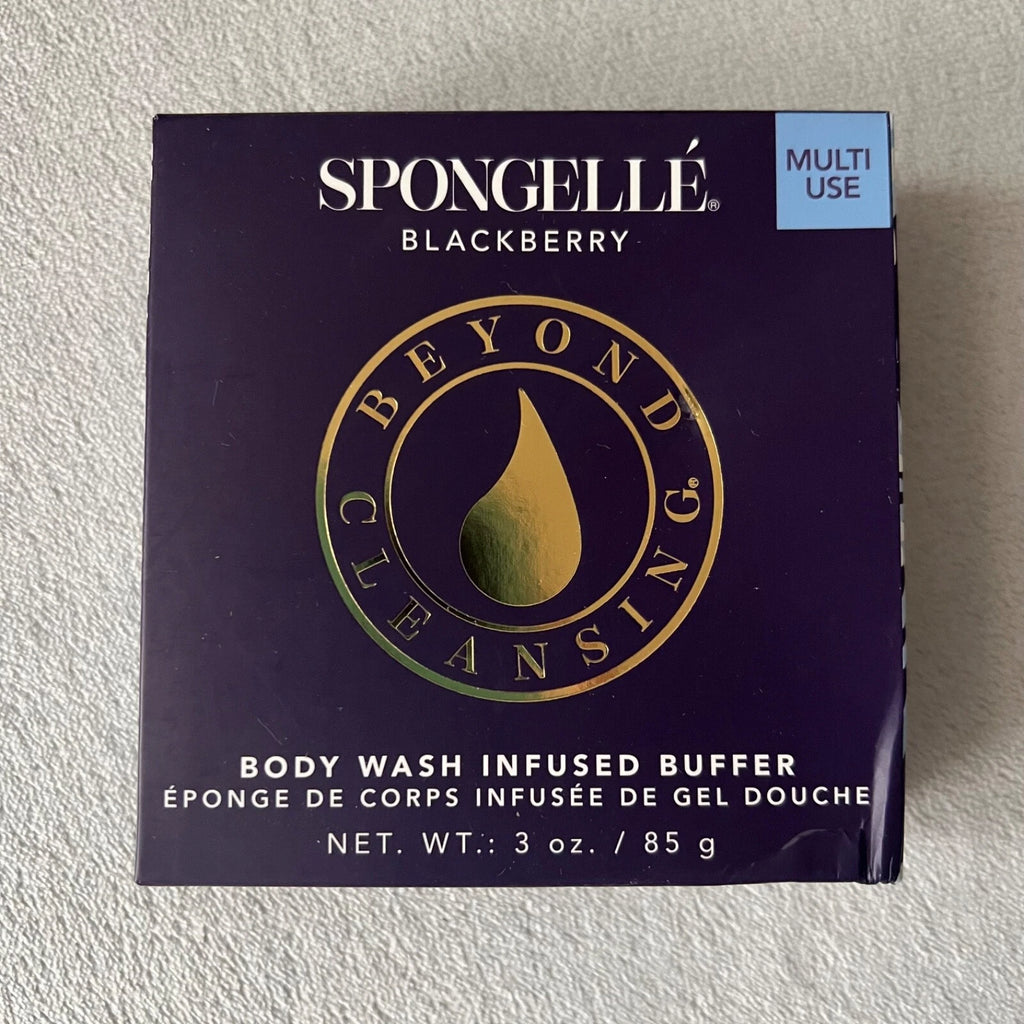 SPONGELLÉ®
BLACKBERRY
MULTI
USE
BEYOND
CLEANSING®
BODY WASH INFUSED BUFFER
ÉPONGE DE CORPS INFUSÉE DE GEL DOUCHE
NET. WT.: 3 oz. / 85 g